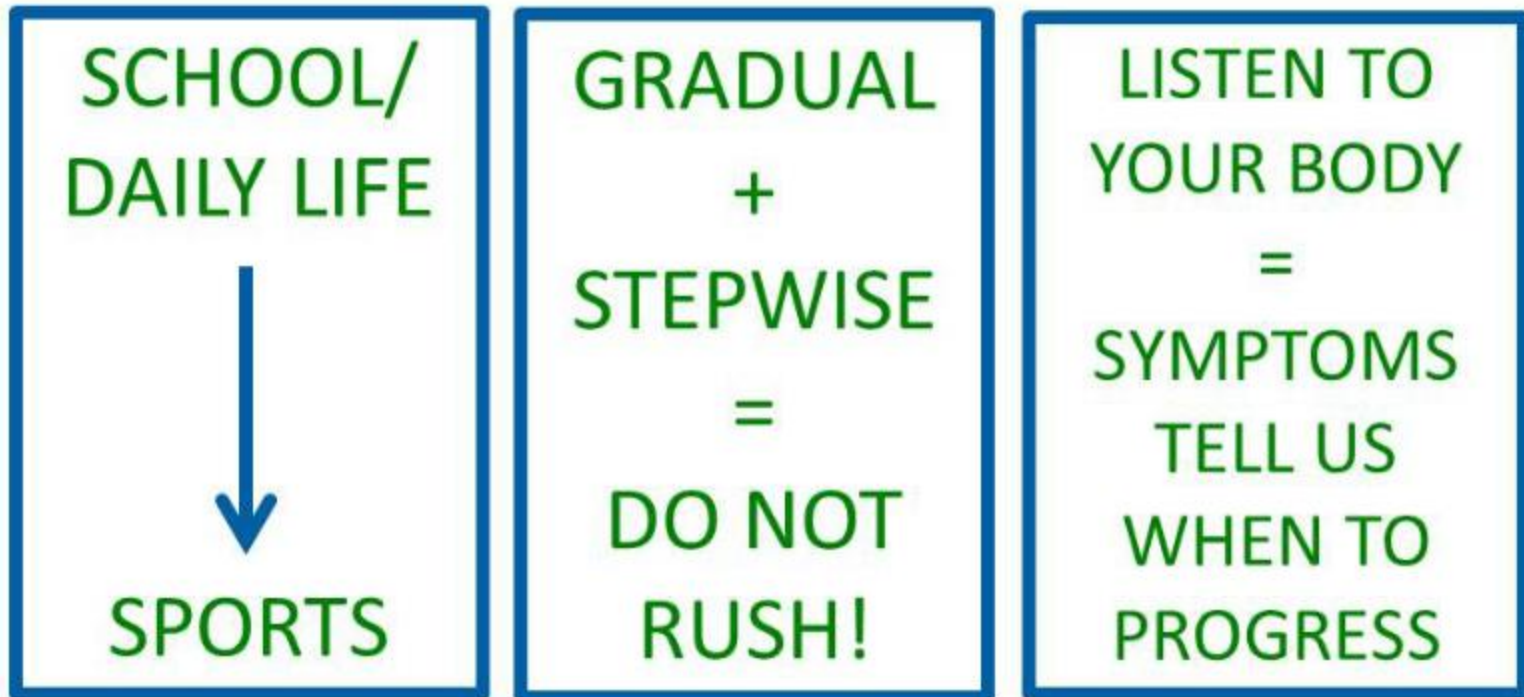 SCHOOL/
DAILY LIFE
SPORTS
GRADUAL
+
STEPWISE
=
DO NOT
RUSH!
LISTEN TO
YOUR BODY
=
SYMPTOMS
TELL US
WHEN TO
PROGRESS